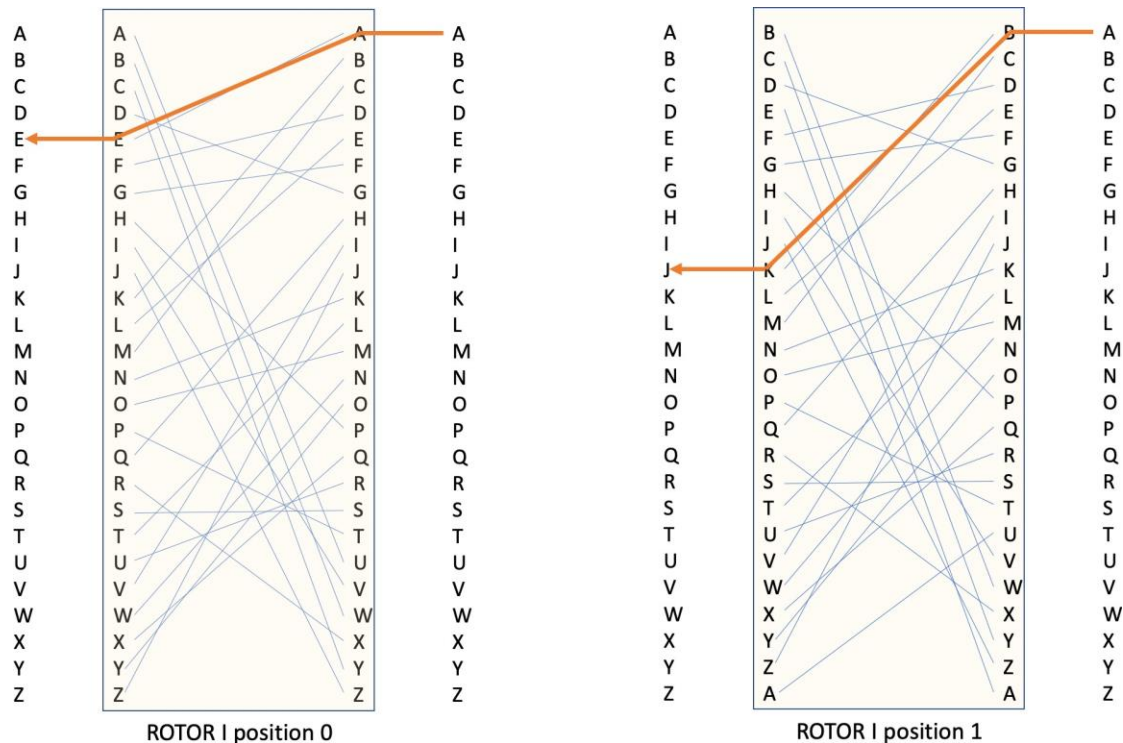 A A A A A B B A
B B B B B C C B
C C C C C D D C
D D D D D E E D
E E E E E F F E
F F F F F G G F
G G G G G H H G
H H H H H I I H
I I I I I J J I
J J J J J K K J
K K K K K L L K
L L L L L M M L
M M M M M N N M
N N N N N O O N
O O O O O P P O
P P P P P Q Q P
Q Q Q Q Q R R Q
R R R R R S S R
S S S S S T T S
T T T T T U U T
U U U U U V V U
V V V V V W W V
W W W W W X X W
X X X X X Y Y X
Y Y Y Y Y Z Z Y
Z Z Z Z Z A A Z
ROTOR I position 0 ROTOR I position 1